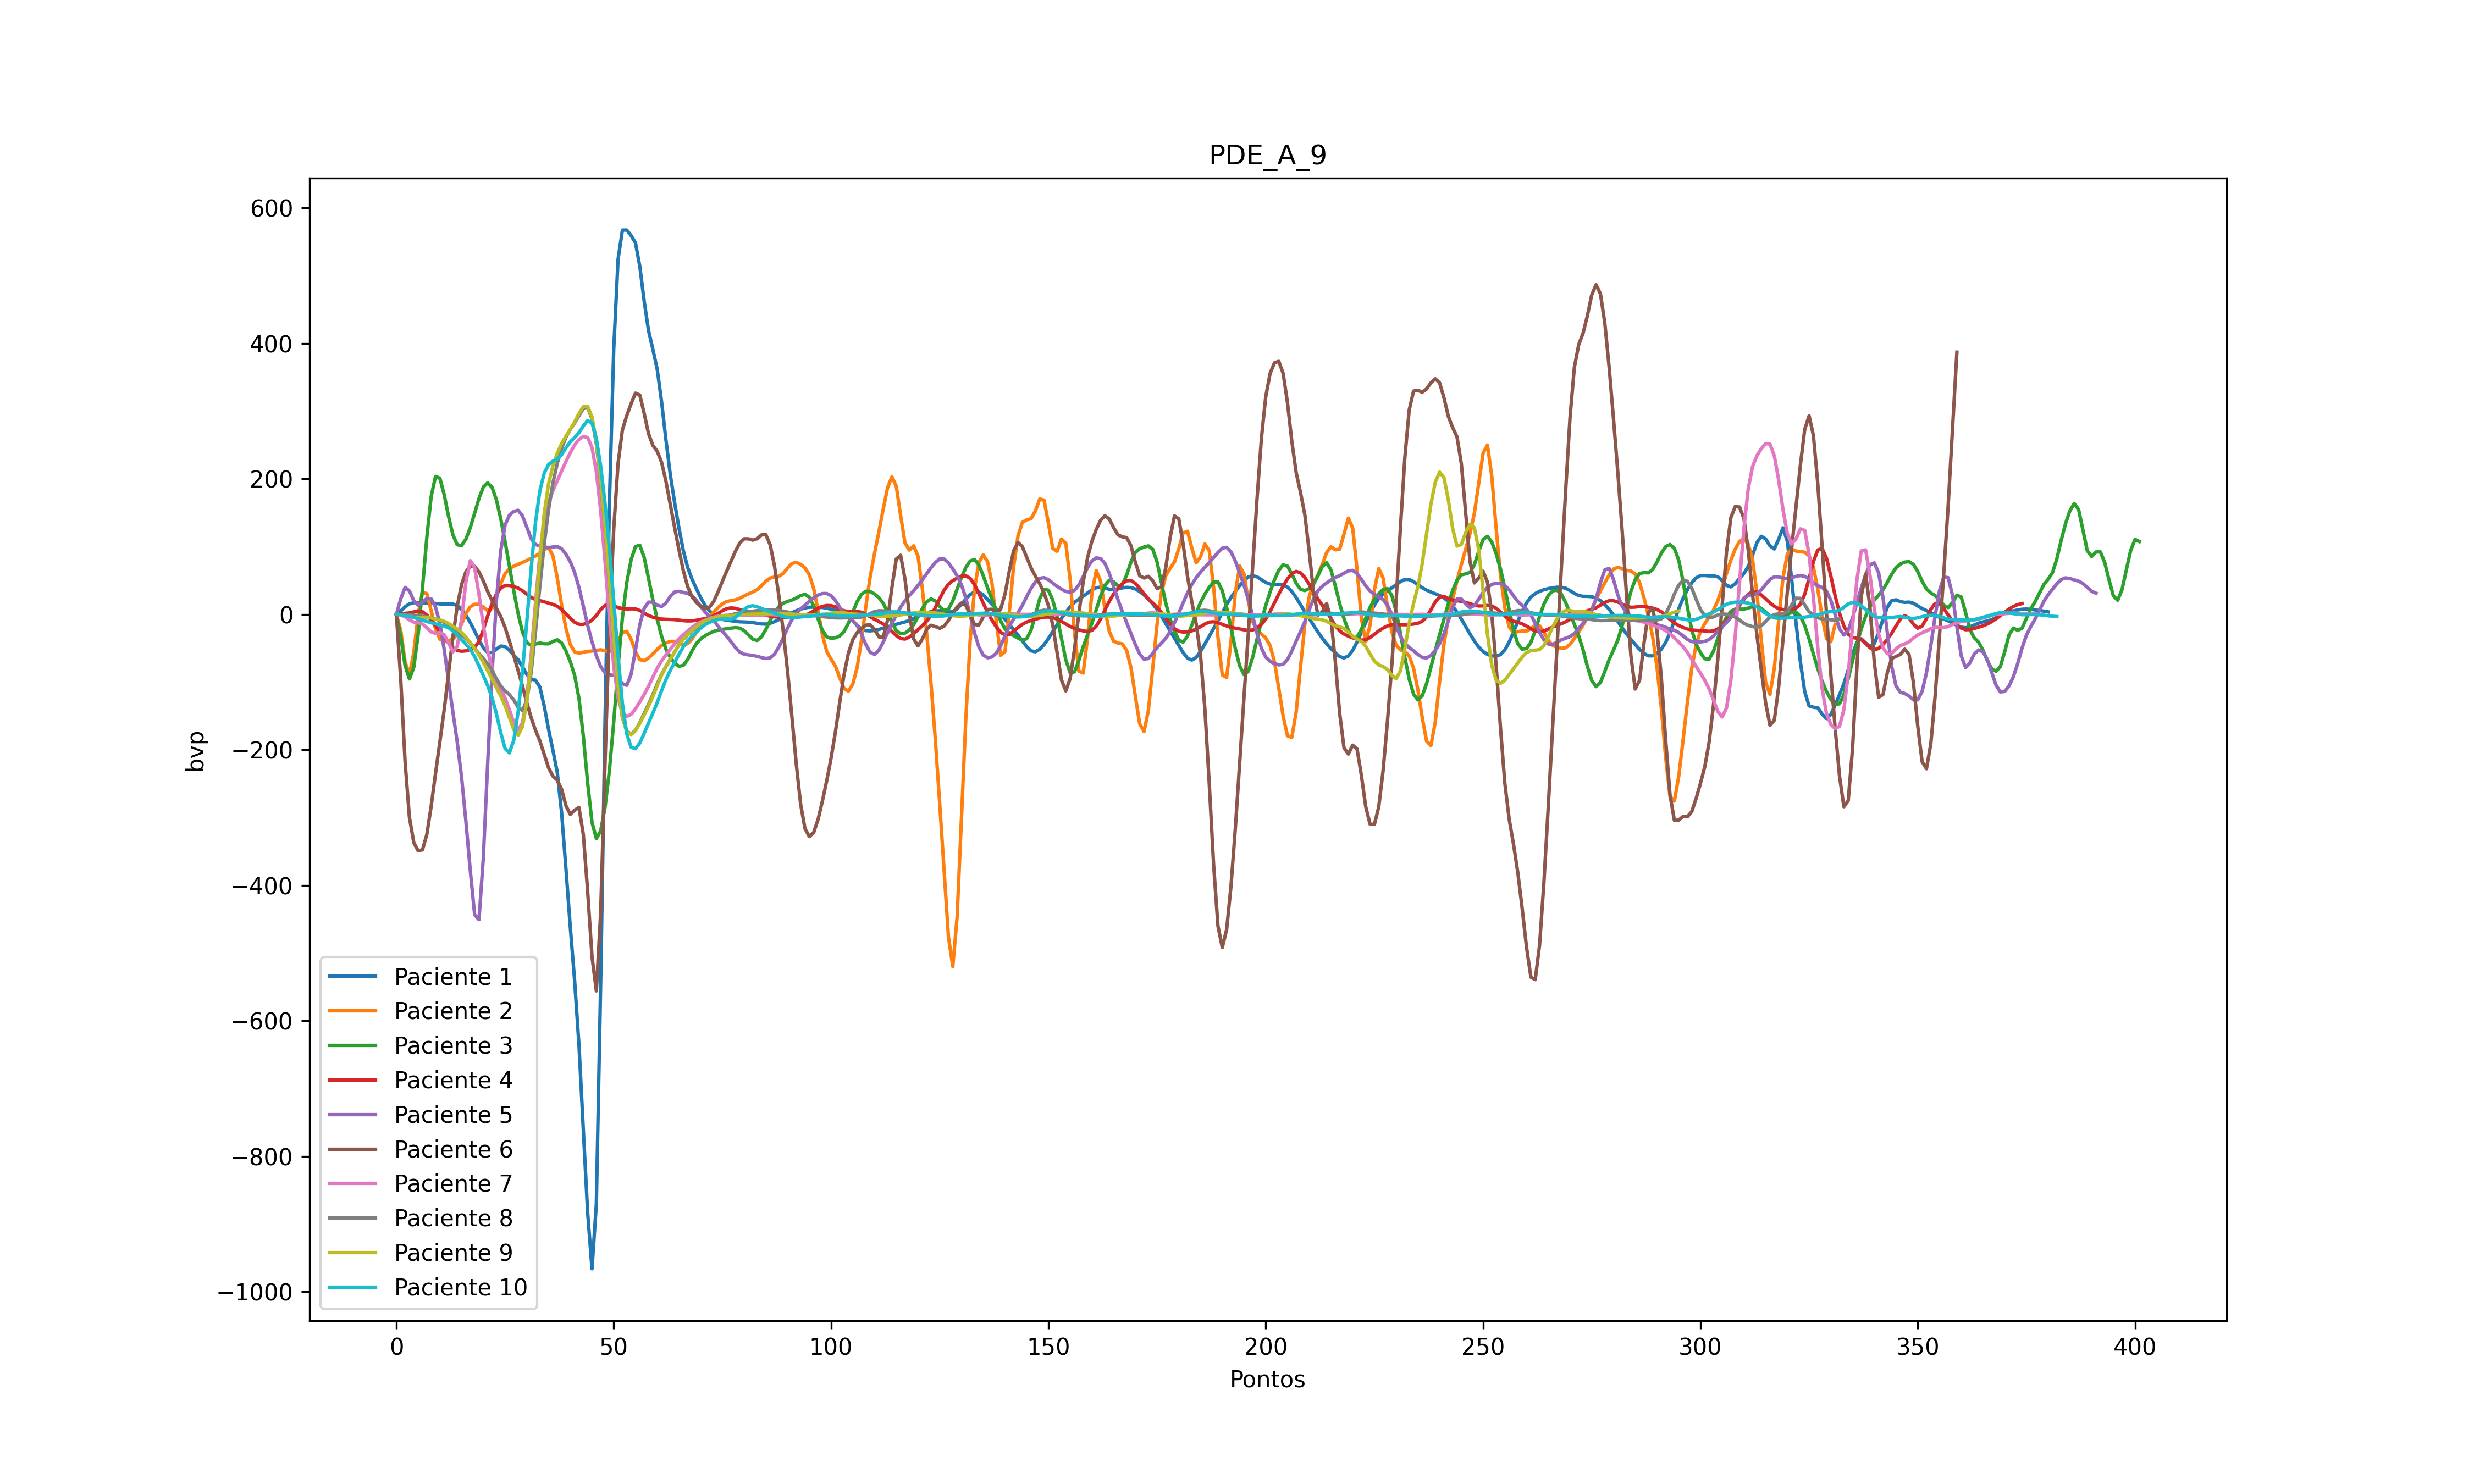 PDE_A_9
600
400
200
0
−200
−400
−600
−800
−1000
bvp
Paciente 1
Paciente 2
Paciente 3
Paciente 4
Paciente 5
Paciente 6
Paciente 7
Paciente 8
Paciente 9
Paciente 10
0 50 100 150 200 250 300 350 400
Pontos